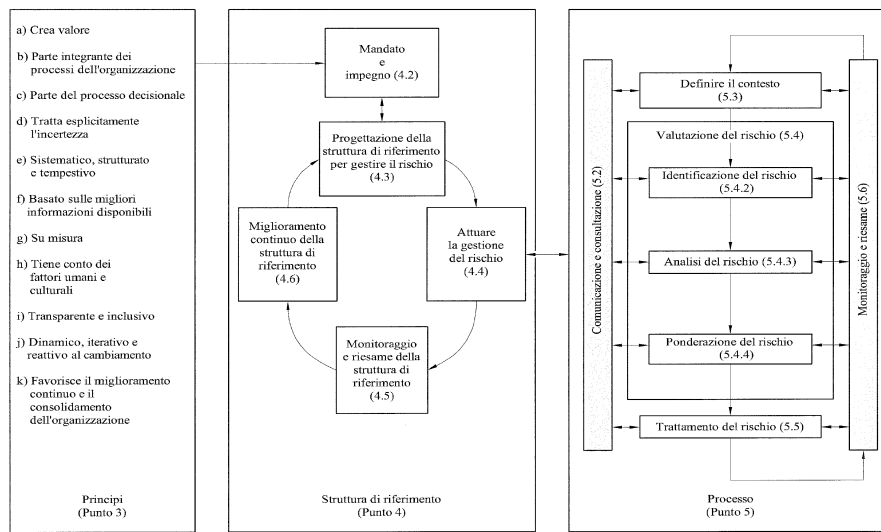 a) Crea valore
b) Parte integrante dei
processi dell'organizzazione
c) Parte del processo decisionale
d) Tratta esplicitamente
l'incertezza
e) Sistematico, strutturato
e tempestivo
f) Basato sulle migliori
informazioni disponibili
g) Su misura
h) Tiene conto dei
fattori umani e
culturali
i) Transparente e inclusivo
j) Dinamico, iterativo e
reattivo al cambiamento
k) Favorisce il miglioramento
continuo e il
consolidamento
dell'organizzazione
Principi
(Punto 3)
Mandato
e
impegno (4.2)
Progettazione della
struttura di riferimento
per gestire il rischio
(4.3)
Miglioramento
continuo della
struttura di
riferimento
(4.6)
Attuare
la gestione
del rischio
(4.4)
Monitoraggio
e riesame della
struttura di
riferimento
(4.5)
Struttura di riferimento
(Punto 4)
Comunicazione e consultazione (5.2)
Definire il contesto
(5.3)
Valutazione del rischio (5.4)
Identificazione del rischio
(5.4.2)
Analisi del rischio (5.4.3)
Ponderazione del rischio
(5.4.4)
Trattamento del rischio (5.5)
Monitoraggio e riesame (5.6)
Processo
(Punto 5)